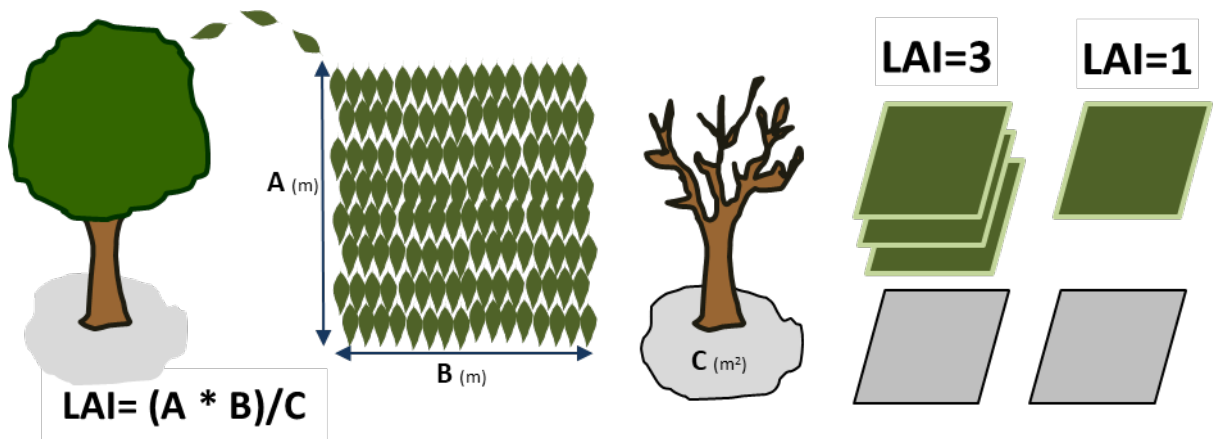 LAI=3
LAI=1
A (m)
B (m)
C (m²)
LAI= (A * B)/C